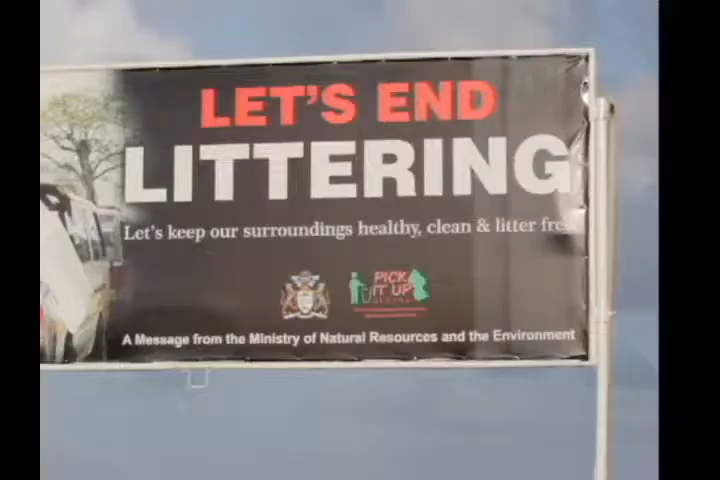 LET'S END
LITTERING
Let's keep our surroundings healthy, clean & litter fre
PICK
IT UP
A Message from the Ministry of Natural Resources and the Environment